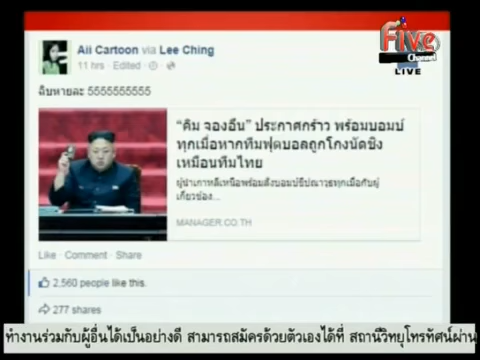 Five
Channel
LIVE
Aii Cartoon via Lee Ching
11 hrs · Edited ·
ฉิบหายละ 5555555555
“คิม จองอึน” ประกาศกร้าว พร้อมบอมบ์
ทุกเมื่อหากทีมฟุตบอลถูกโกงนัดชิง
เหมือนทีมไทย
ผู้นำเกาหลีเหนือพร้อมสั่งบอมบ์ขีปณาวุธทุกเมื่อกับผู้
เกี่ยวข้อง...
MANAGER.CO.TH
Like · Comment · Share
2,560 people like this.
277 shares
ทำงานร่วมกับผู้อื่นได้เป็นอย่างดี สามารถสมัครด้วยตัวเองได้ที่ สถานีวิทยุโทรทัศน์ผ่าน